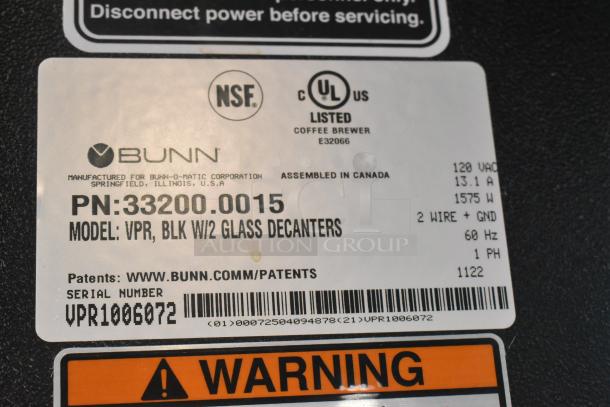 Disconnect power before servicing.
NSF.
C UL US
LISTED
COFFEE BREWER
E32066
BUNN
MANUFACTURED FOR BUNN-O-MATIC CORPORATION
SPRINGFIELD, ILLINOIS, U.S.A
ASSEMBLED IN CANADA
120 VAC
13.1 A
1575 W
2 WIRE + GND
60 Hz
1 PH
1122
PN:33200.0015
MODEL: VPR, BLK W/2 GLASS DECANTERS
AUCTION GROUP
Patents: WWW.BUNN.COMM/PATENTS
SERIAL NUMBER
VPR1006072
(01)00072504094878(21)VPR1006072
WARNING